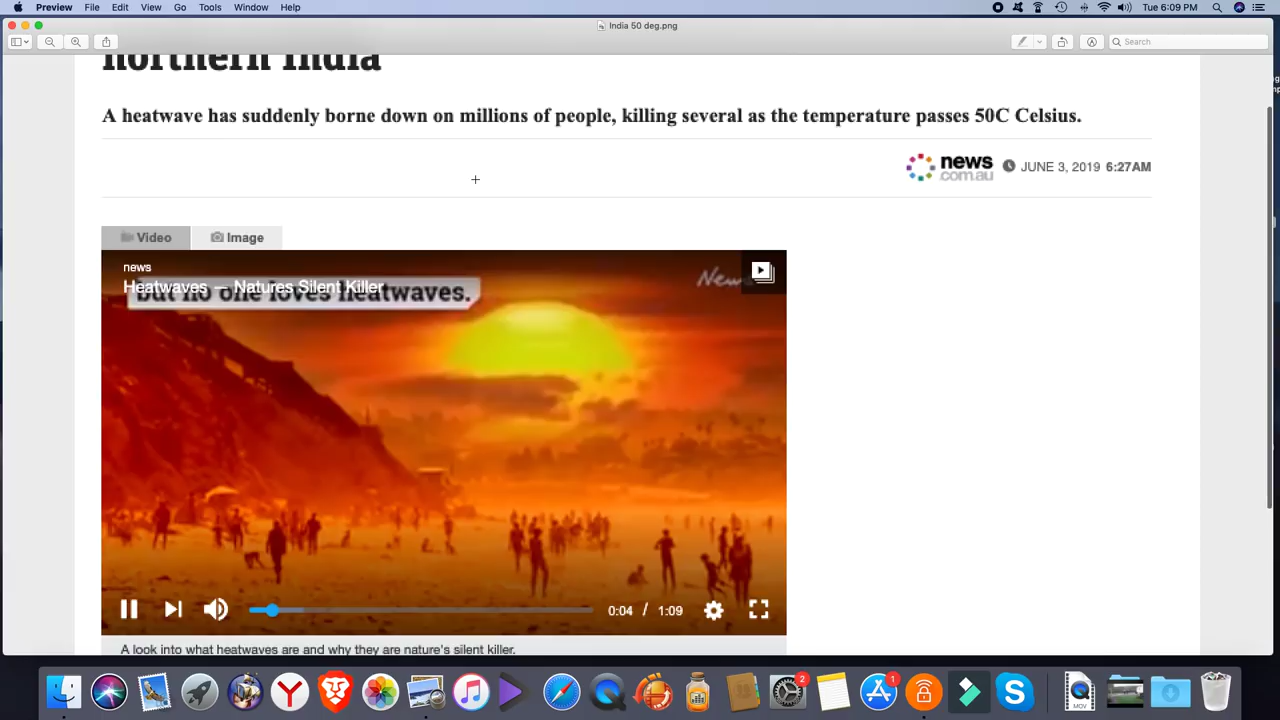 Preview File Edit View Go Tools Window Help Tue 6:09 PM
India 50 deg.png
Search
northern India
A heatwave has suddenly borne down on millions of people, killing several as the temperature passes 50C Celsius.
news
.com.au
JUNE 3, 2019 6:27AM
Video Image
news
Heatwaves — Natures Silent Killer
but no one loves heatwaves.
0:04 / 1:09
A look into what heatwaves are and why they are nature's silent killer.
2
1
MOV